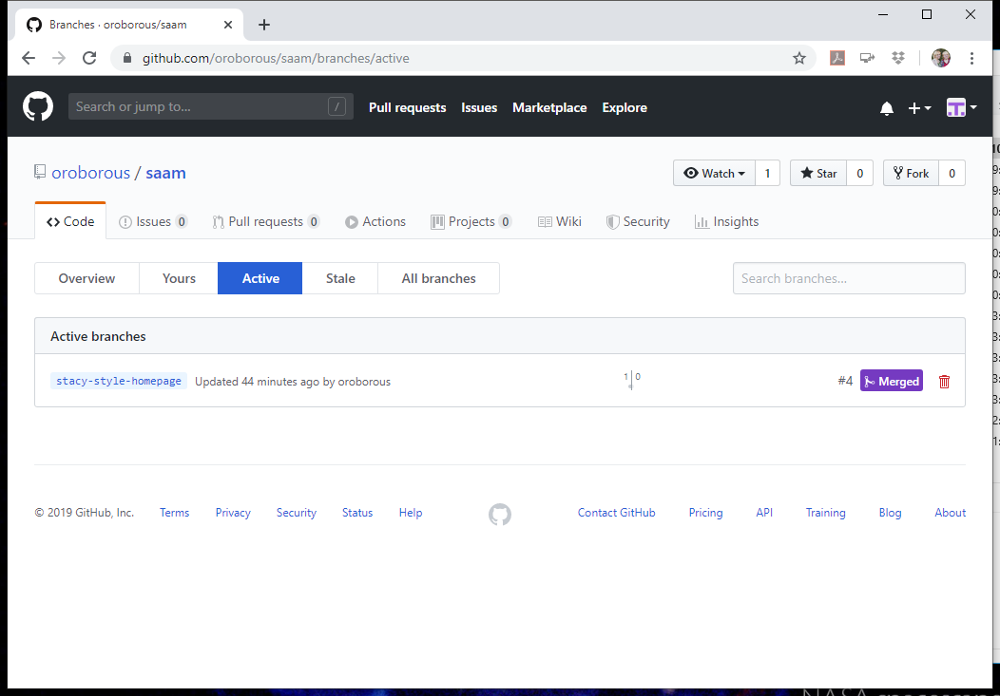 Branches · oroborous/saam
github.com/oroborous/saam/branches/active
Search or jump to... /
Pull requests Issues Marketplace Explore
oroborous / saam
Watch 1 Star 0 Fork 0
Code Issues 0 Pull requests 0 Actions Projects 0 Wiki Security Insights
Overview Yours Active Stale All branches Search branches...
Active branches
stacy-style-homepage Updated 44 minutes ago by oroborous 1 0 #4 Merged
© 2019 GitHub, Inc. Terms Privacy Security Status Help Contact GitHub Pricing API Training Blog About